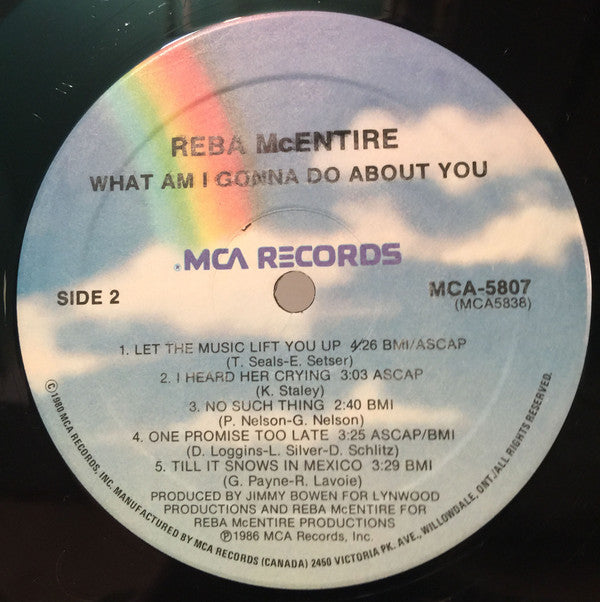 REBA McENTIRE
WHAT AM I GONNA DO ABOUT YOU
®MCA RECORDS
SIDE 2
MCA-5807
(MCA5838)
1. LET THE MUSIC LIFT YOU UP 4/26 BMI/ASCAP
(T. Seals-E. Setser)
2. I HEARD HER CRYING 3:03 ASCAP
(K. Staley)
3. NO SUCH THING 2:40 BMI
(P. Nelson-G. Nelson)
4. ONE PROMISE TOO LATE 3:25 ASCAP/BMI
(D. Loggins-L. Silver-D. Schlitz)
5. TILL IT SNOWS IN MEXICO 3:29 BMI
(G. Payne-R. Lavoie)
PRODUCED BY JIMMY BOWEN FOR LYNWOOD
PRODUCTIONS AND REBA McENTIRE FOR
REBA McENTIRE PRODUCTIONS
℗1986 MCA Records, Inc.
©1980 MCA RECORDS, INC. MANUFACTURED BY MCA RECORDS (CANADA) 2450 VICTORIA PK. AVE., WILLOWDALE, ONT./ALL RIGHTS RESERVED.